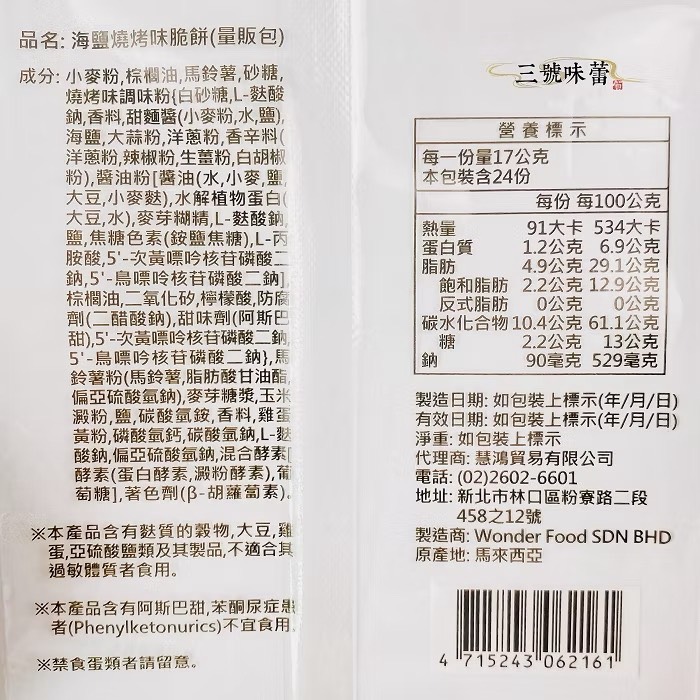 品名: 海鹽燒烤味脆餅(量販包)
成分: 小麥粉,棕櫚油,馬鈴薯,砂糖,
燒烤味調味粉{白砂糖,L-麩酸
鈉,香料,甜麵醬(小麥粉,水,鹽),
海鹽,大蒜粉,洋蔥粉,香辛料(
洋蔥粉,辣椒粉,生薑粉,白胡椒
粉),醬油粉[醬油(水,小麥,鹽,
大豆,小麥麩),水解植物蛋白(
大豆,水),麥芽糊精,L-麩酸鈉,
鹽,焦糖色素(銨鹽焦糖),L-丙
胺酸,5'-次黃嘌呤核苷磷酸二
鈉,5'-鳥嘌呤核苷磷酸二鈉],
棕櫚油,二氧化矽,檸檬酸,防腐
劑(二醋酸鈉),甜味劑(阿斯巴
甜),5'-次黃嘌呤核苷磷酸二鈉,
5'-鳥嘌呤核苷磷酸二鈉},馬
鈴薯粉(馬鈴薯,脂肪酸甘油酯,
偏亞硫酸氫鈉),麥芽糖漿,玉米
澱粉,鹽,碳酸氫銨,香料,雞蛋
黃粉,磷酸氫鈣,碳酸氫鈉,L-麩
酸鈉,偏亞硫酸氫鈉,混合酵素[
酵素(蛋白酵素,澱粉酵素),葡
萄糖],著色劑(β-胡蘿蔔素)。
※本產品含有麩質的穀物,大豆,雞
蛋,亞硫酸鹽類及其製品,不適合其
過敏體質者食用。
※本產品含有阿斯巴甜,苯酮尿症患
者(Phenylketonurics)不宜食用
※禁食蛋類者請留意。
三號味蕾
營養標示
每一份量17公克
本包裝含24份
每份 每100公克
熱量 91大卡 534大卡
蛋白質 1.2公克 6.9公克
脂肪 4.9公克 29.1公克
飽和脂肪 2.2公克 12.9公克
反式脂肪 0公克 0公克
碳水化合物 10.4公克 61.1公克
糖 2.2公克 13公克
鈉 90毫克 529毫克
製造日期: 如包裝上標示(年/月/日)
有效日期: 如包裝上標示(年/月/日)
淨重: 如包裝上標示
代理商: 慧鴻貿易有限公司
電話: (02)2602-6601
地址: 新北市林口區粉寮路二段
458之12號
製造商: Wonder Food SDN BHD
原產地: 馬來西亞
4 715243 062161